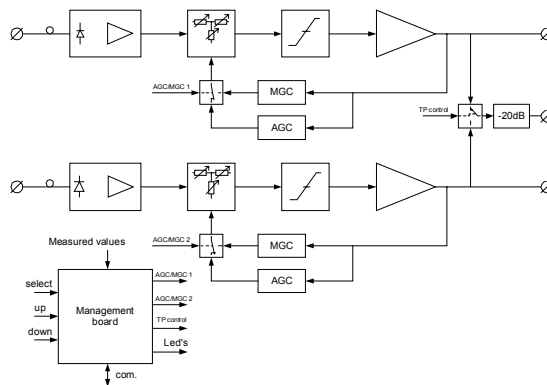 AGC/MGC 1
MGC
AGC
TP control
-20dB
AGC/MGC 2
MGC
AGC
Measured values
select
up
down
Management
board
AGC/MGC 1
AGC/MGC 2
TP control
Led's
com.